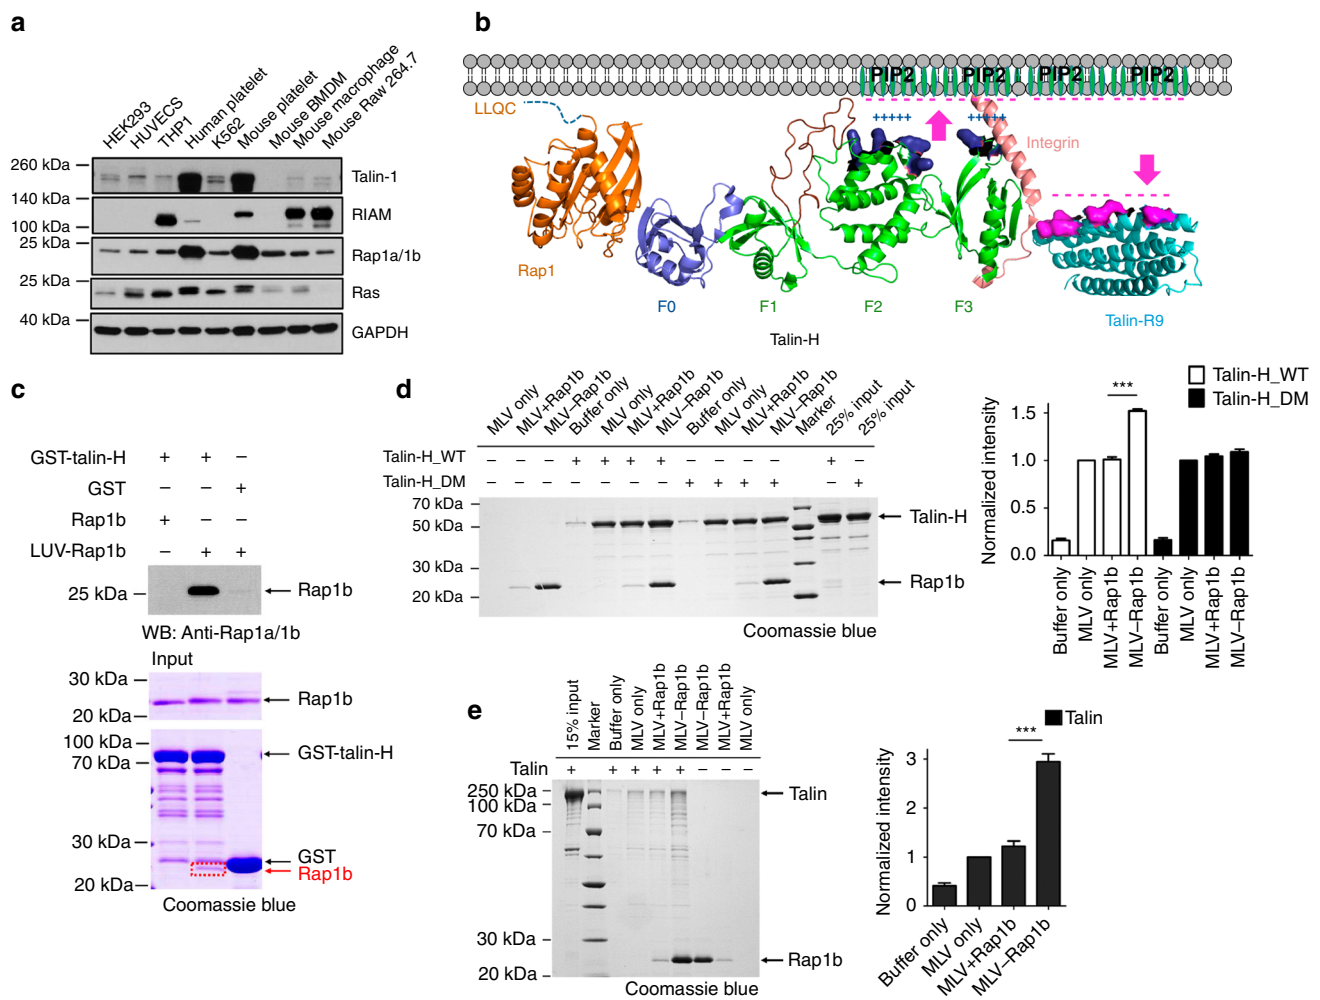 a
HEK293
HUVECS
THP1
Human platelet
K562
Mouse platelet
Mouse BMDM
Mouse macrophage
Mouse Raw 264.7
260 kDa
140 kDa
100 kDa
25 kDa
25 kDa
40 kDa
Talin-1
RIAM
Rap1a/1b
Ras
GAPDH
b
PIP2 PIP2 PIP2 PIP2
LLQC
+++++ +++++
Integrin
Rap1
F0 F1 F2 F3
Talin-R9
Talin-H
c
GST-talin-H + + −
GST − − +
Rap1b + − −
LUV-Rap1b − + +
25 kDa
Rap1b
WB: Anti-Rap1a/1b
Input
30 kDa
Rap1b
20 kDa
100 kDa
GST-talin-H
70 kDa
30 kDa
GST
Rap1b
20 kDa
Coomassie blue
d
MLV only
MLV+Rap1b
MLV−Rap1b
Buffer only
MLV only
MLV+Rap1b
MLV−Rap1b
Buffer only
MLV only
MLV+Rap1b
MLV−Rap1b
Marker
25% input
25% input
Talin-H_WT − − − + + + + − − − − + −
Talin-H_DM − − − − − − − + + + + − +
70 kDa
50 kDa
30 kDa
20 kDa
Talin-H
Rap1b
Coomassie blue
Talin-H_WT
Talin-H_DM
***
Normalized intensity
1.5
1.0
0.5
0.0
Buffer only
MLV only
MLV+Rap1b
MLV−Rap1b
Buffer only
MLV only
MLV+Rap1b
MLV−Rap1b
e
15% input
Marker
Buffer only
MLV only
MLV+Rap1b
MLV−Rap1b
MLV−Rap1b
MLV+Rap1b
MLV only
Talin + + + + + − − −
250 kDa
100 kDa
70 kDa
30 kDa
20 kDa
Talin
Rap1b
Coomassie blue
Talin
***
Normalized intensity
3
2
1
0
Buffer only
MLV only
MLV+Rap1b
MLV−Rap1b